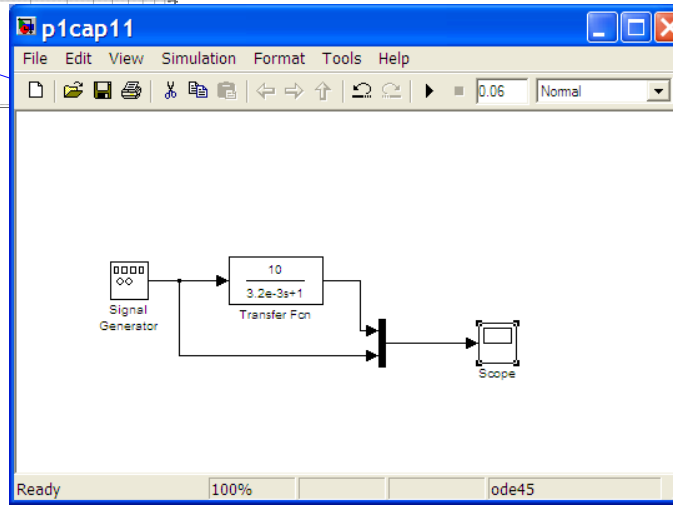 p1cap11
File Edit View Simulation Format Tools Help
0.06 Normal
10
3.2e-3s+1
Signal
Generator
Transfer Fcn
Scope
Ready 100% ode45